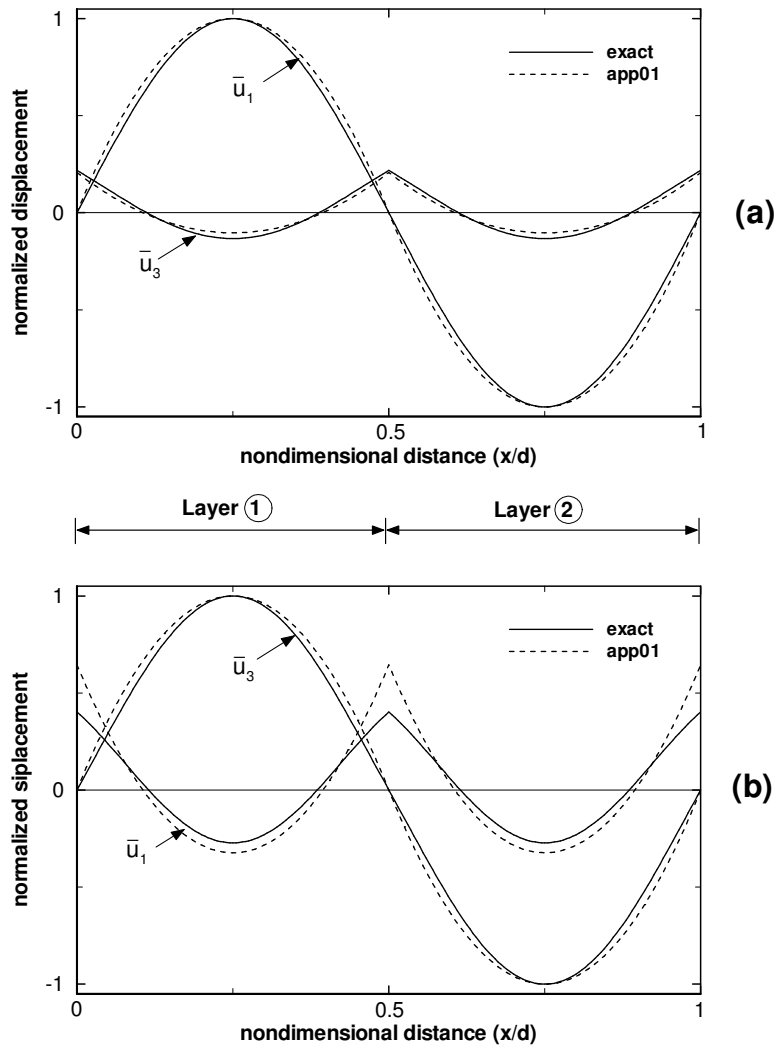 1
exact
app01
ū₁
normalized displacement
0
(a)
ū₃
-1
0
0.5
1
nondimensional distance (x/d)
Layer ①
Layer ②
1
exact
app01
ū₃
normalized siplacement
0
(b)
ū₁
-1
0
0.5
1
nondimensional distance (x/d)